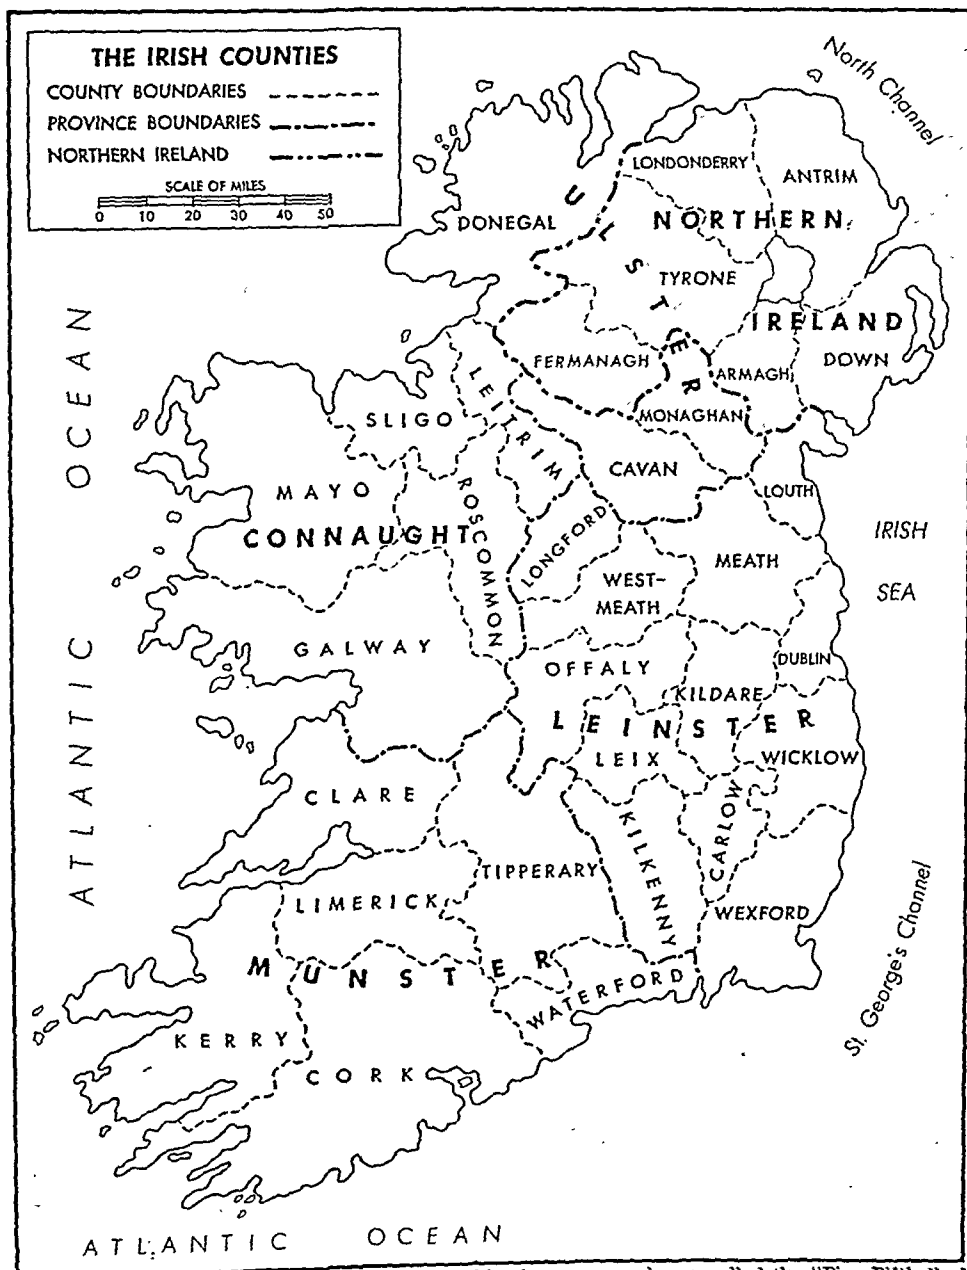 THE IRISH COUNTIES
COUNTY BOUNDARIES
PROVINCE BOUNDARIES
NORTHERN IRELAND
SCALE OF MILES
0 10 20 30 40 50
North Channel
LONDONDERRY
ANTRIM
DONEGAL
ULSTER
NORTHERN
TYRONE
IRELAND
DOWN
FERMANAGH
ARMAGH
MONAGHAN
LEITRIM
SLIGO
CAVAN
MAYO
ROSCOMMON
LOUTH
CONNAUGHT
LONGFORD
MEATH
IRISH
SEA
WEST-
MEATH
GALWAY
OFFALY
DUBLIN
KILDARE
LEINSTER
LEIX
WICKLOW
CLARE
CARLOW
KILKENNY
TIPPERARY
LIMERICK
WEXFORD
MUNSTER
WATERFORD
KERRY
CORK
St. George's Channel
ATLANTIC OCEAN
ATLANTIC OCEAN